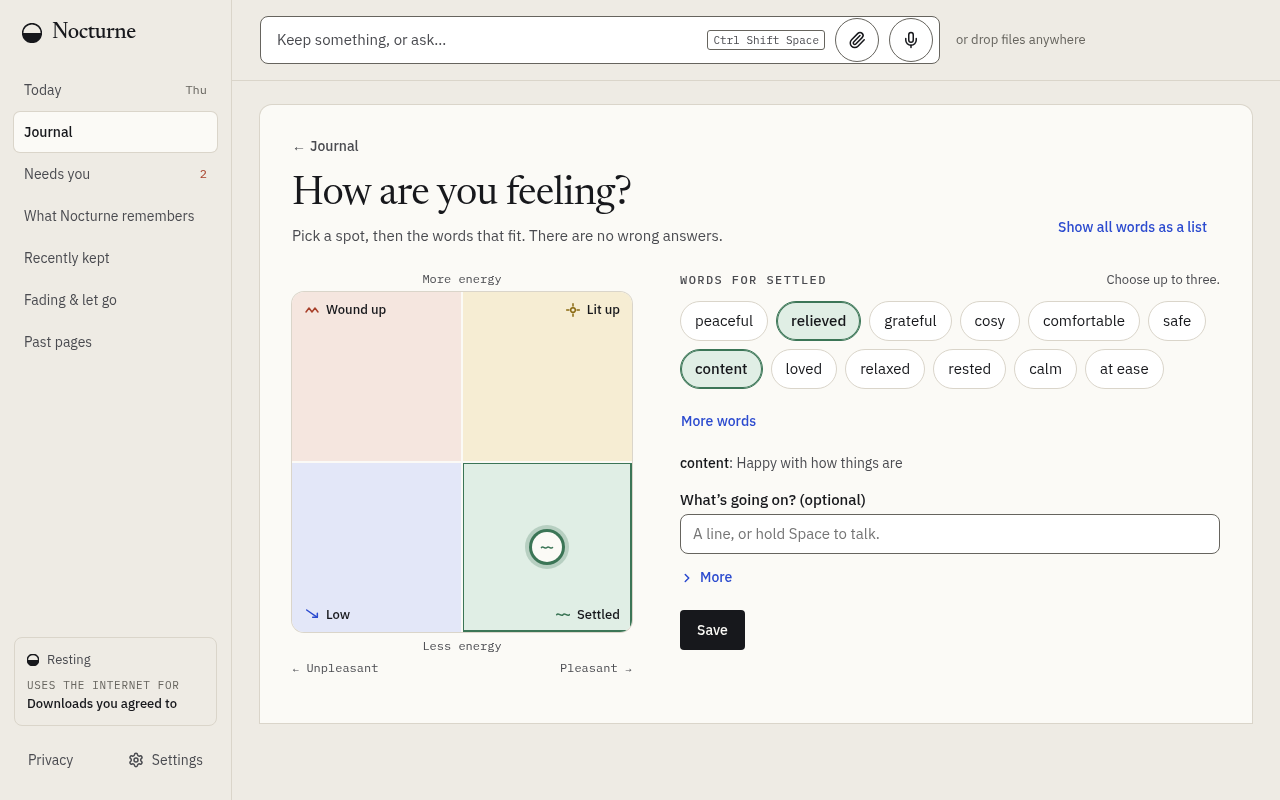 Nocturne
Today Thu
Journal
Needs you 2
What Nocturne remembers
Recently kept
Fading & let go
Past pages
Resting
USES THE INTERNET FOR
Downloads you agreed to
Privacy Settings
Keep something, or ask... Ctrl Shift Space or drop files anywhere
← Journal
How are you feeling?
Pick a spot, then the words that fit. There are no wrong answers.
Show all words as a list
More energy
Wound up Lit up
Low Settled
Less energy
← Unpleasant Pleasant →
WORDS FOR SETTLED Choose up to three.
peaceful relieved grateful cosy comfortable safe
content loved relaxed rested calm at ease
More words
content: Happy with how things are
What’s going on? (optional)
A line, or hold Space to talk.
More
Save